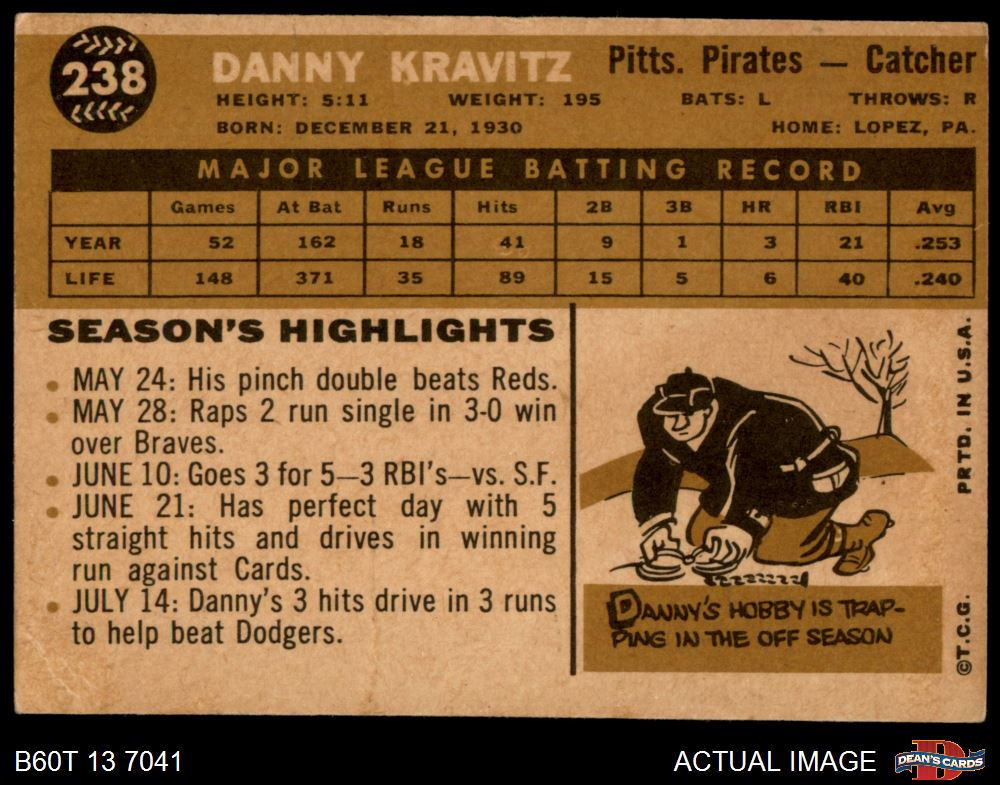 238
DANNY KRAVITZ
Pitts. Pirates — Catcher
HEIGHT: 5:11 WEIGHT: 195 BATS: L THROWS: R
BORN: DECEMBER 21, 1930 HOME: LOPEZ, PA.
MAJOR LEAGUE BATTING RECORD
Games At Bat Runs Hits 2B 3B HR RBI Avg
YEAR 52 162 18 41 9 1 3 21 .253
LIFE 148 371 35 89 15 5 6 40 .240
SEASON'S HIGHLIGHTS
• MAY 24: His pinch double beats Reds.
• MAY 28: Raps 2 run single in 3-0 win
over Braves.
• JUNE 10: Goes 3 for 5—3 RBI's—vs. S.F.
• JUNE 21: Has perfect day with 5
straight hits and drives in winning
run against Cards.
• JULY 14: Danny's 3 hits drive in 3 runs
to help beat Dodgers.
DANNY'S HOBBY IS TRAP-
PING IN THE OFF SEASON
©T.C.G. PRTD. IN U.S.A.
B60T 13 7041
ACTUAL IMAGE
D
DEAN'S CARDS